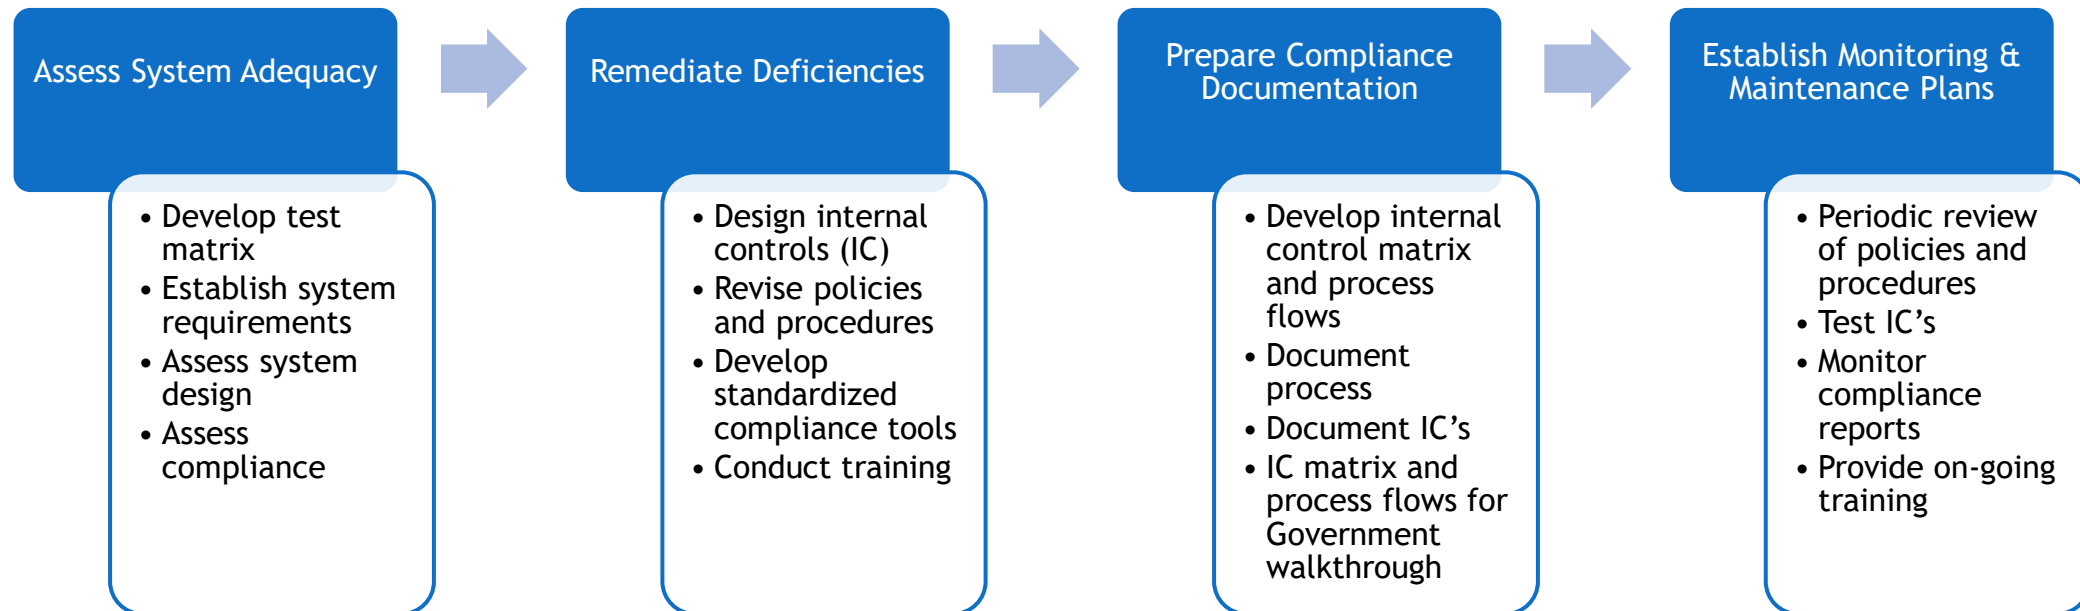 Assess System Adequacy
• Develop test
matrix
• Establish system
requirements
• Assess system
design
• Assess
compliance
Remediate Deficiencies
• Design internal
controls (IC)
• Revise policies
and procedures
• Develop
standardized
compliance tools
• Conduct training
Prepare Compliance
Documentation
• Develop internal
control matrix
and process
flows
• Document
process
• Document IC’s
• IC matrix and
process flows for
Government
walkthrough
Establish Monitoring &
Maintenance Plans
• Periodic review
of policies and
procedures
• Test IC’s
• Monitor
compliance
reports
• Provide on-going
training